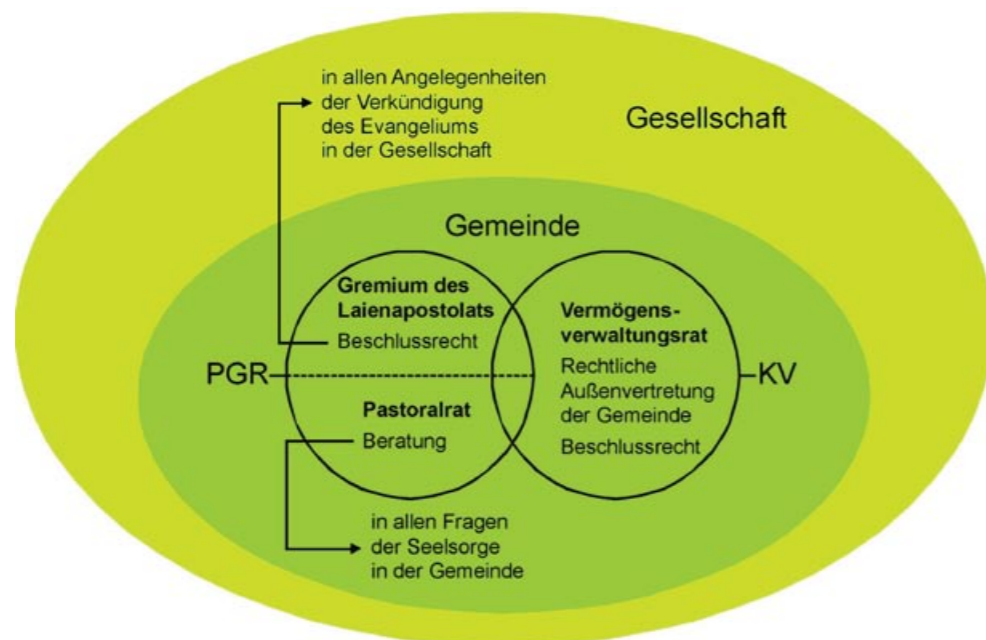 in allen Angelegenheiten
der Verkündigung
des Evangeliums
in der Gesellschaft
Gesellschaft
Gemeinde
Gremium des
Laienapostolats
Beschlussrecht
PGR
Pastoralrat
Beratung
Vermögens-
verwaltungsrat
Rechtliche
Außenvertretung
der Gemeinde
Beschlussrecht
KV
in allen Fragen
der Seelsorge
in der Gemeinde